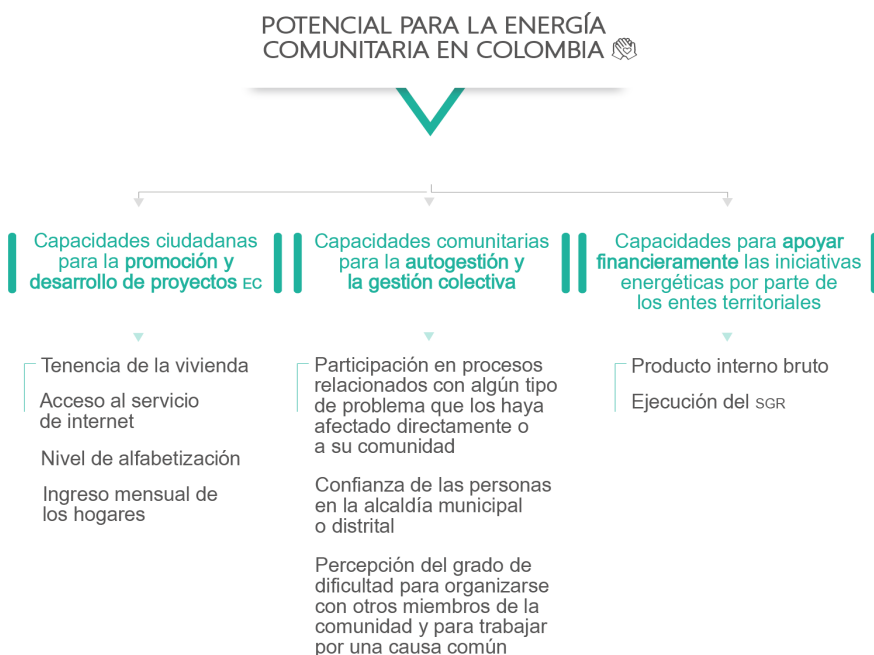 POTENCIAL PARA LA ENERGÍA
COMUNITARIA EN COLOMBIA
Capacidades ciudadanas
para la promoción y
desarrollo de proyectos EC
Tenencia de la vivienda
Acceso al servicio
de internet
Nivel de alfabetización
Ingreso mensual de
los hogares
Capacidades comunitarias
para la autogestión y
la gestión colectiva
Participación en procesos
relacionados con algún tipo
de problema que los haya
afectado directamente o
a su comunidad
Confianza de las personas
en la alcaldía municipal
o distrital
Percepción del grado de
dificultad para organizarse
con otros miembros de la
comunidad y para trabajar
por una causa común
Capacidades para apoyar
financieramente las iniciativas
energéticas por parte de
los entes territoriales
Producto interno bruto
Ejecución del SGR